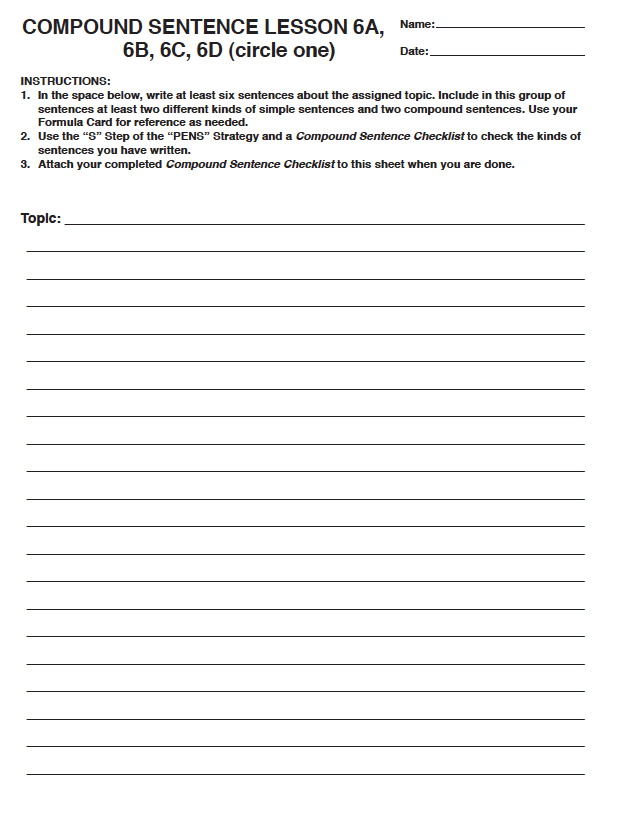 COMPOUND SENTENCE LESSON 6A,
6B, 6C, 6D (circle one)
Name:
Date:
INSTRUCTIONS:
1. In the space below, write at least six sentences about the assigned topic. Include in this group of
sentences at least two different kinds of simple sentences and two compound sentences. Use your
Formula Card for reference as needed.
2. Use the “S” Step of the “PENS” Strategy and a Compound Sentence Checklist to check the kinds of
sentences you have written.
3. Attach your completed Compound Sentence Checklist to this sheet when you are done.
Topic: